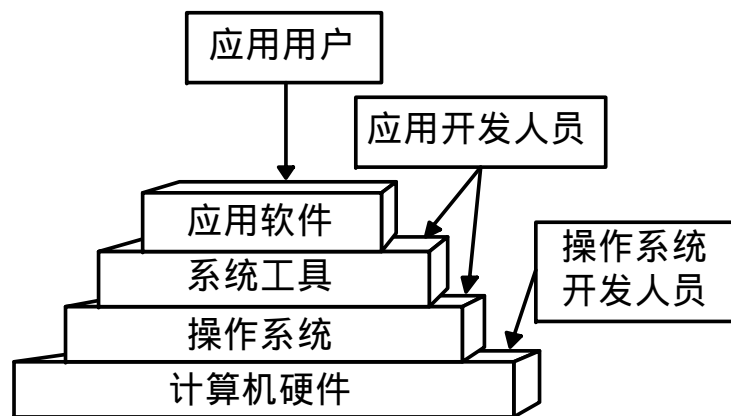 应用用户
应用开发人员
应用软件
操作系统
开发人员
系统工具
操作系统
计算机硬件